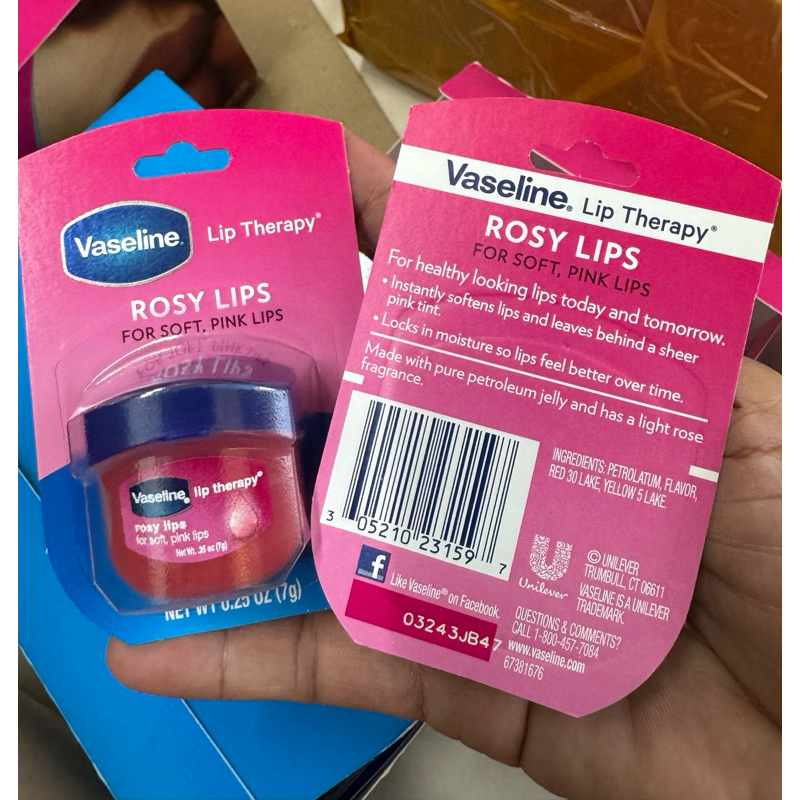 Vaseline®
Lip Therapy®
ROSY LIPS
FOR SOFT, PINK LIPS
Vaseline® lip therapy®
rosy lips
for soft, pink lips
Net Wt. .25 oz (7g)
NET WT 0.25 OZ (7g)
Vaseline® Lip Therapy®
ROSY LIPS
FOR SOFT, PINK LIPS
For healthy looking lips today and tomorrow.
• Instantly softens lips and leaves behind a sheer
pink tint.
• Locks in moisture so lips feel better over time.
Made with pure petroleum jelly and has a light rose
fragrance.
INGREDIENTS: PETROLATUM, FLAVOR,
RED 30 LAKE, YELLOW 5 LAKE.
3 05210 23159 7
f
Like Vaseline® on Facebook.
03243JB47
Unilever
© UNILEVER
TRUMBULL, CT 06611
VASELINE IS A UNILEVER
TRADEMARK.
QUESTIONS & COMMENTS?
CALL 1-800-457-7084
www.vaseline.com
67381676